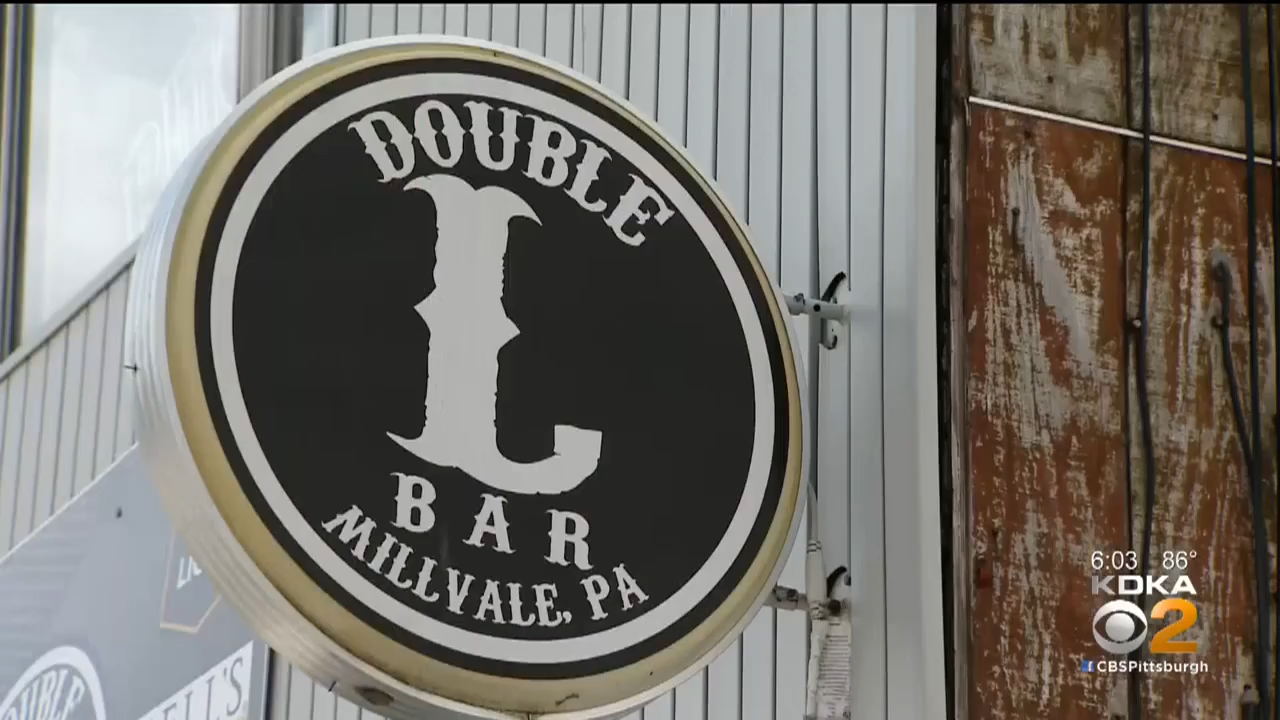 DOUBLE
L
BAR
MILLVALE, PA
6:03 86°
KDKA
2
CBSPittsburgh